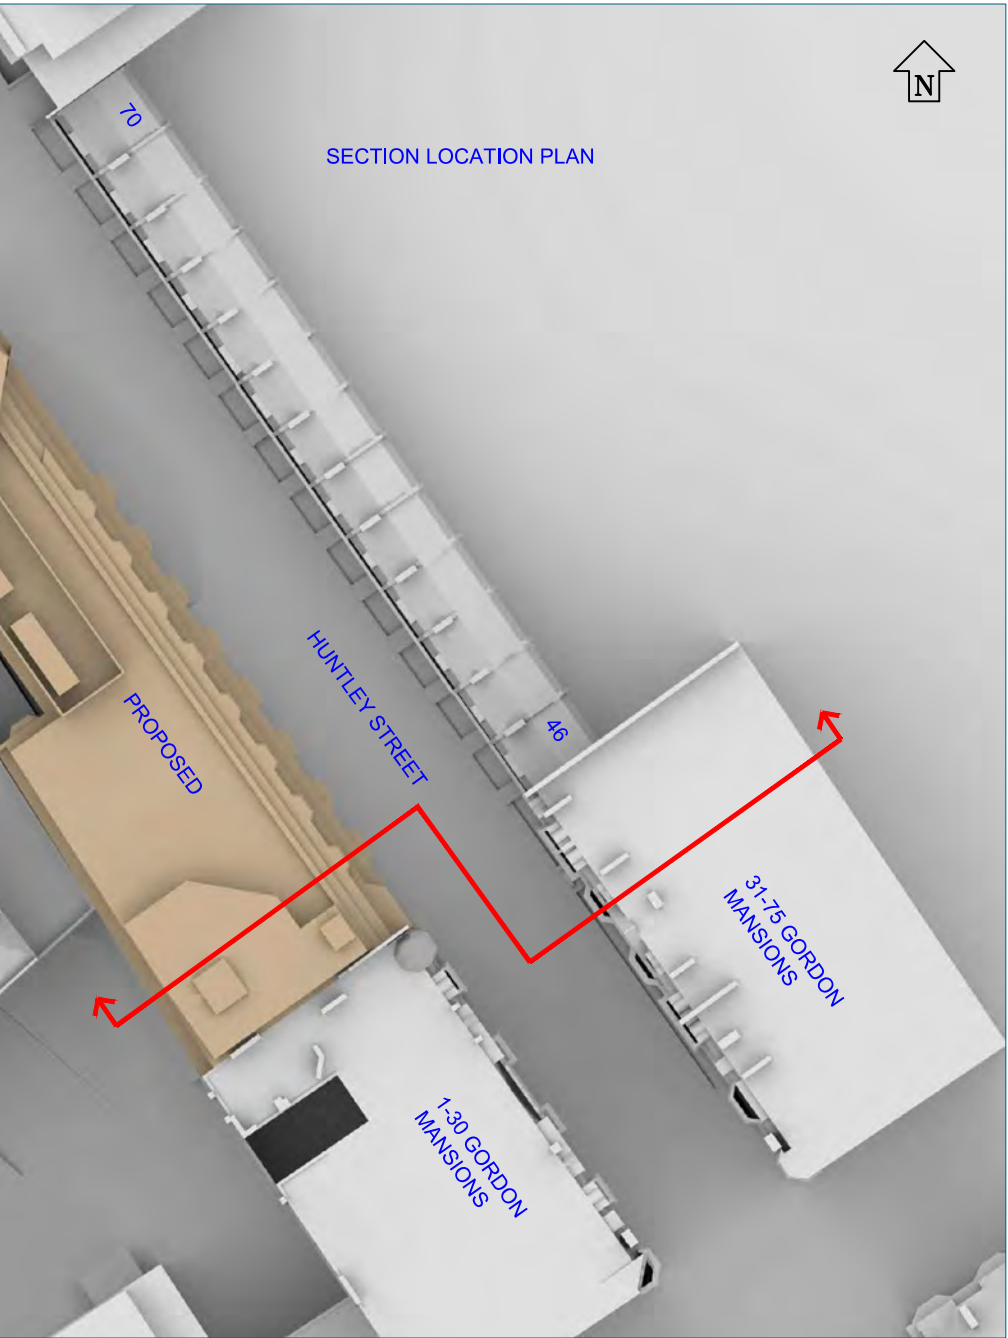 N
70
SECTION LOCATION PLAN
HUNTLEY STREET
PROPOSED
46
31-75 GORDON
MANSIONS
1-30 GORDON
MANSIONS